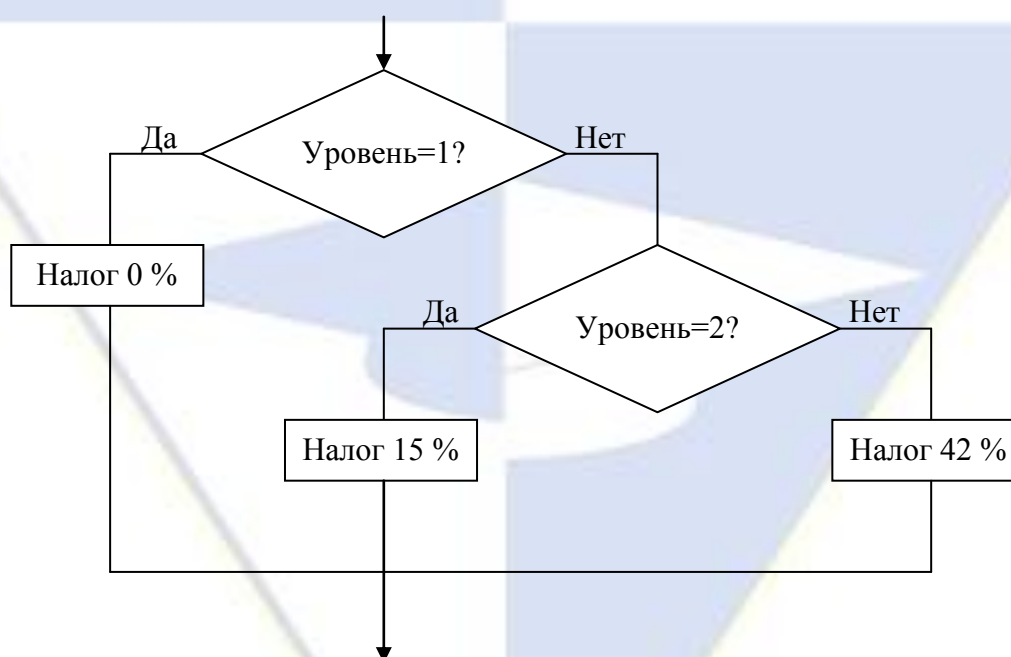 Да
Уровень=1?
Нет
Налог 0 %
Да
Уровень=2?
Нет
Налог 15 %
Налог 42 %